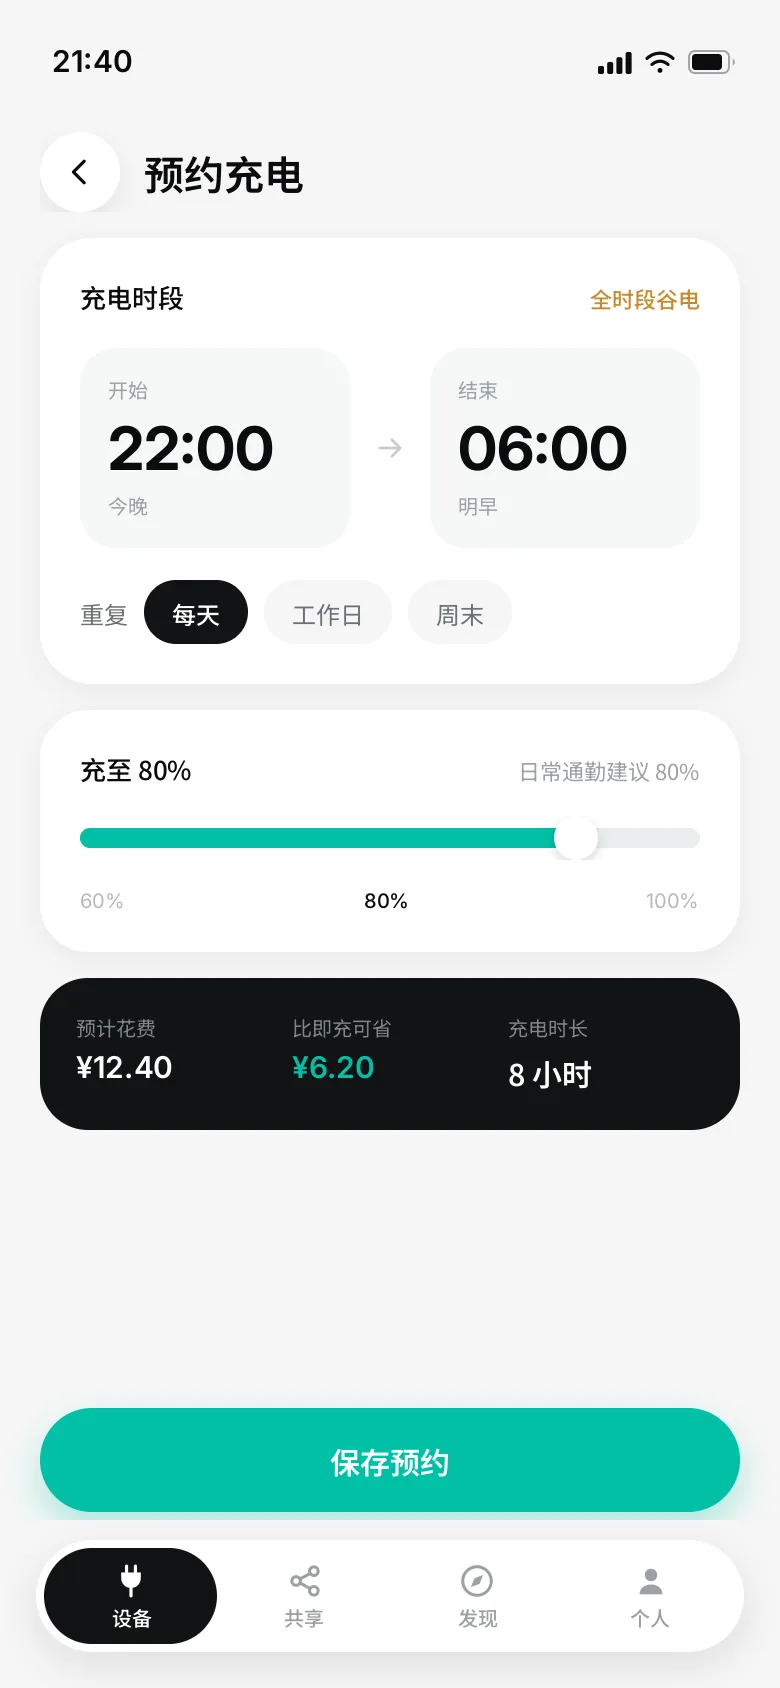 21:40
预约充电
充电时段
全时段谷电
开始
22:00
今晚
结束
06:00
明早
重复
每天
工作日
周末
充至 80%
日常通勤建议 80%
60%
80%
100%
预计花费
¥12.40
比即充可省
¥6.20
充电时长
8 小时
保存预约
设备
共享
发现
个人